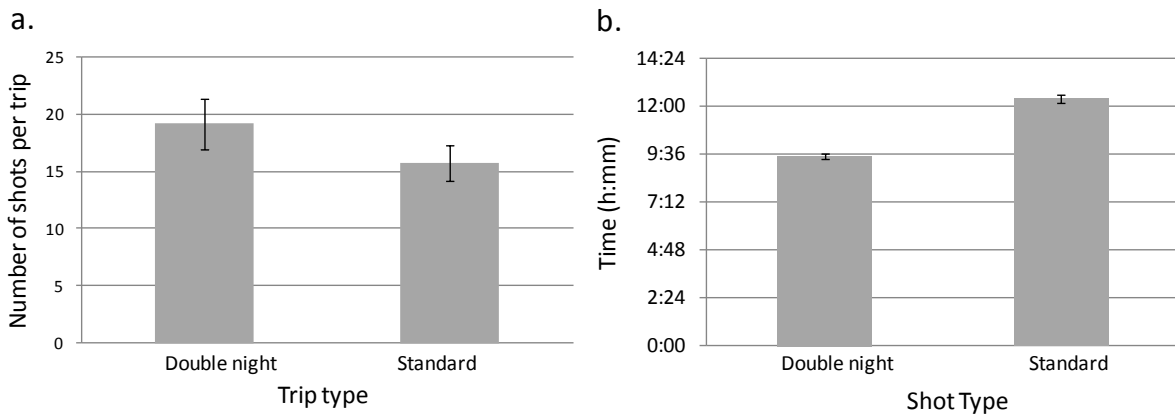 a.
Number of shots per trip
25
20
15
10
5
0
Double night
Standard
Trip type
b.
Time (h:mm)
14:24
12:00
9:36
7:12
4:48
2:24
0:00
Double night
Standard
Shot Type